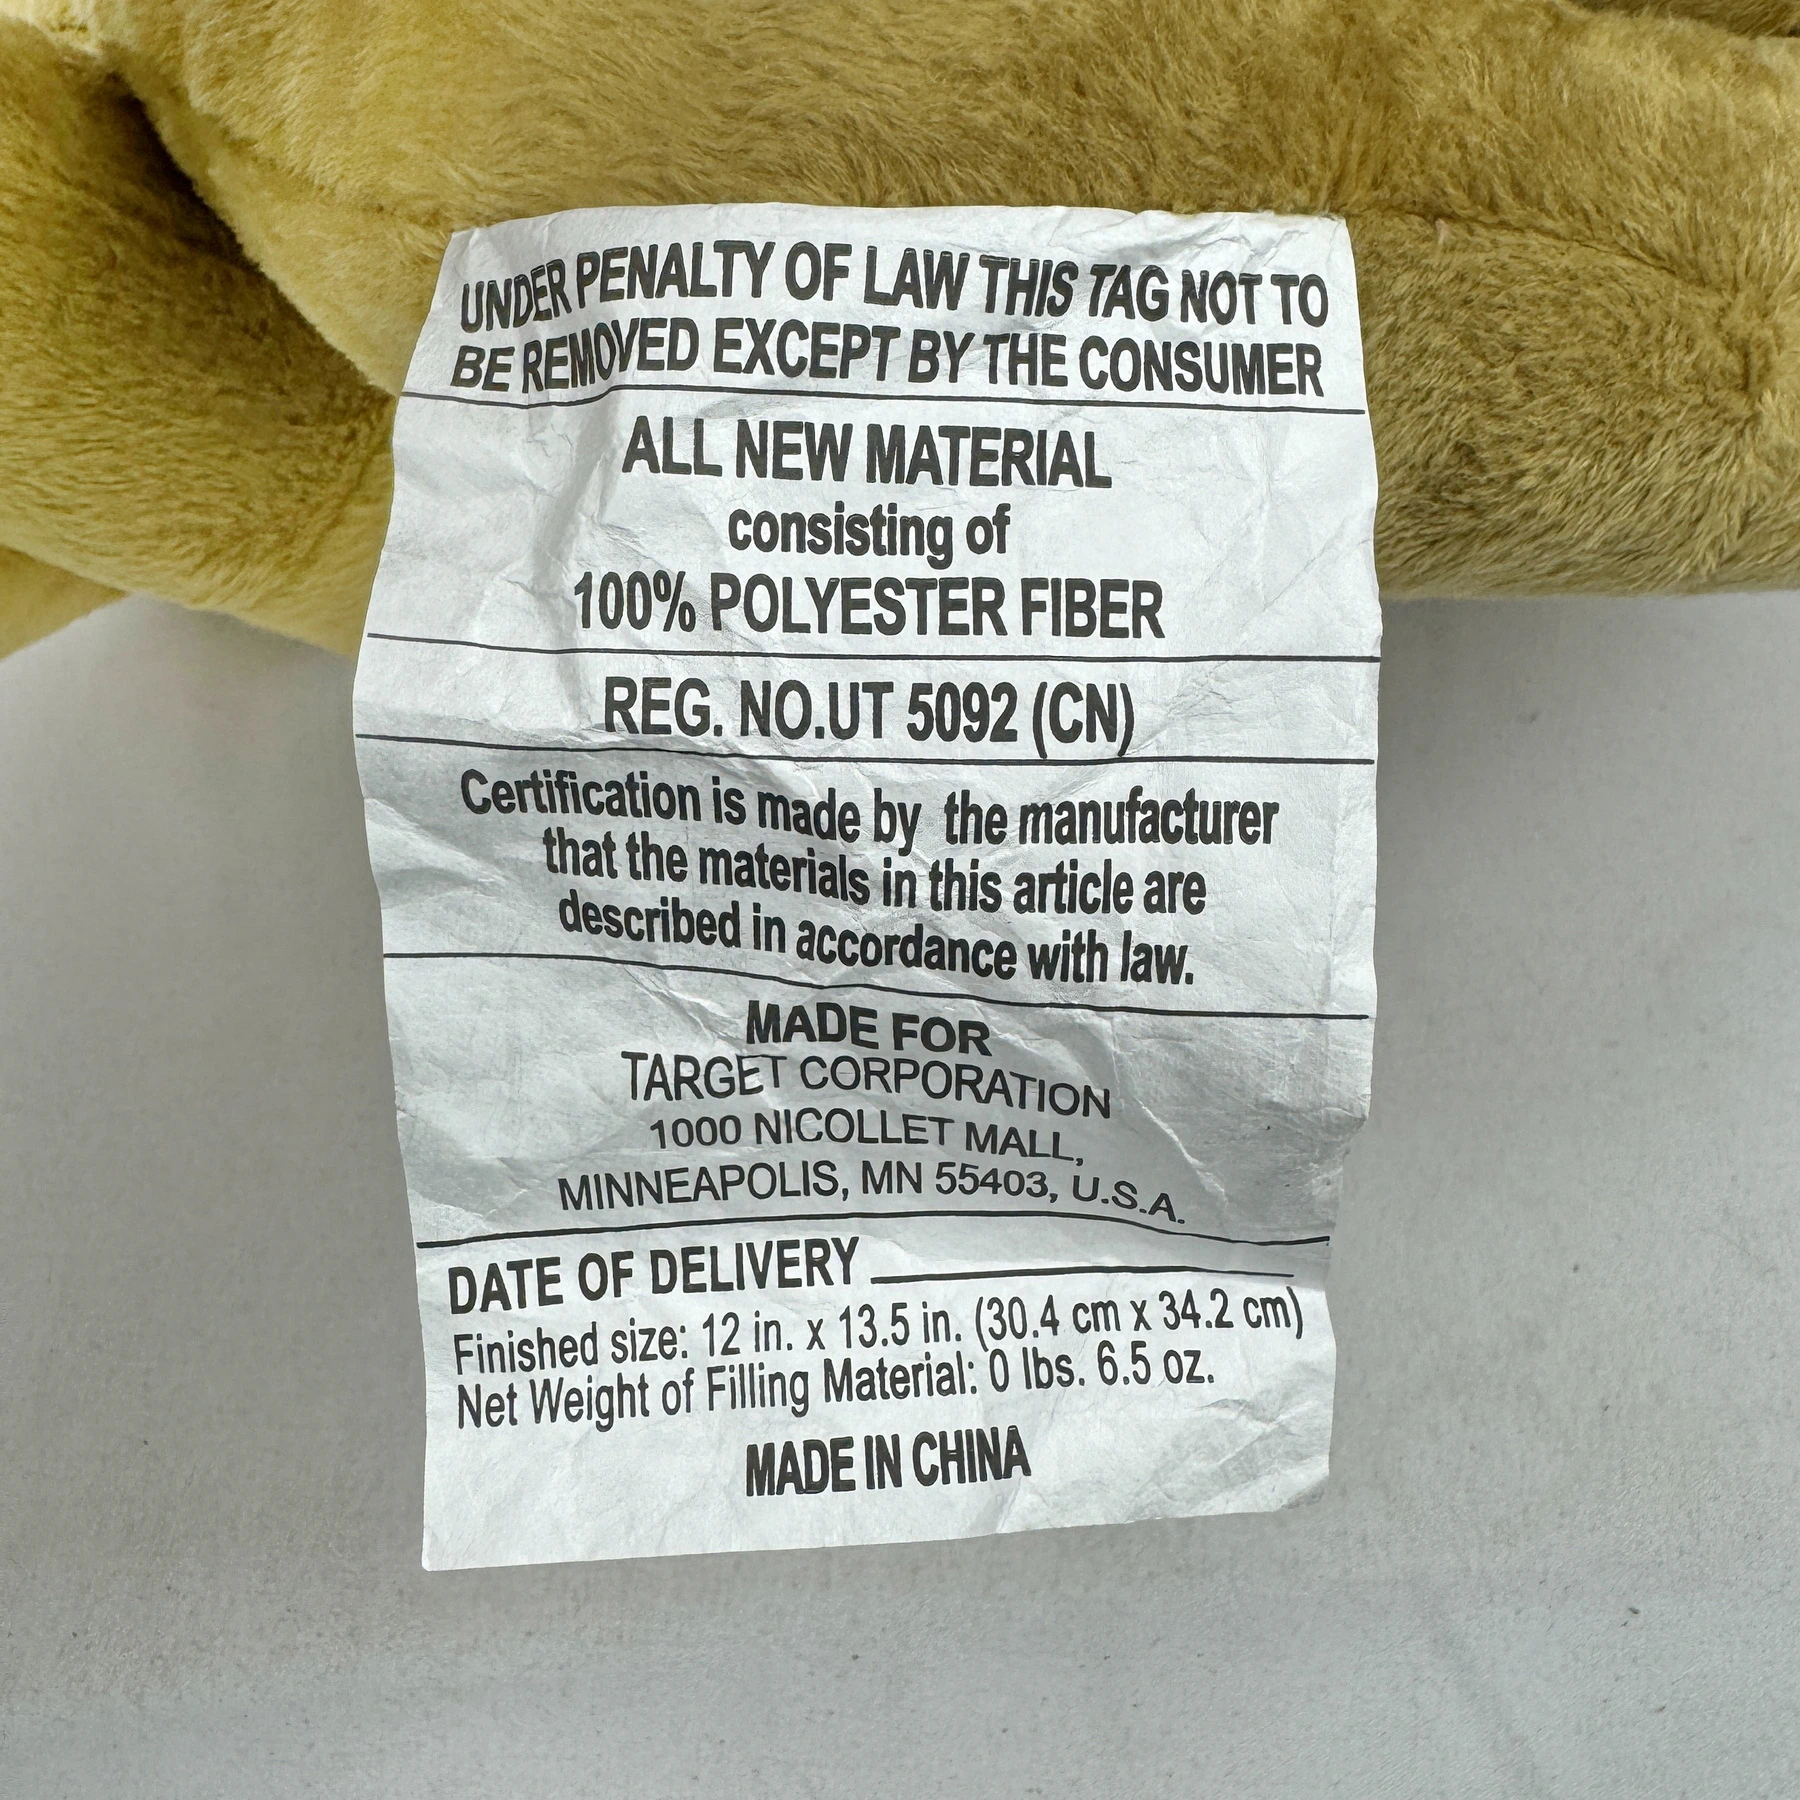 UNDER PENALTY OF LAW THIS TAG NOT TO
BE REMOVED EXCEPT BY THE CONSUMER
ALL NEW MATERIAL
consisting of
100% POLYESTER FIBER
REG. NO.UT 5092 (CN)
Certification is made by the manufacturer
that the materials in this article are
described in accordance with law.
MADE FOR
TARGET CORPORATION
1000 NICOLLET MALL,
MINNEAPOLIS, MN 55403, U.S.A.
DATE OF DELIVERY
Finished size: 12 in. x 13.5 in. (30.4 cm x 34.2 cm)
Net Weight of Filling Material: 0 lbs. 6.5 oz.
MADE IN CHINA